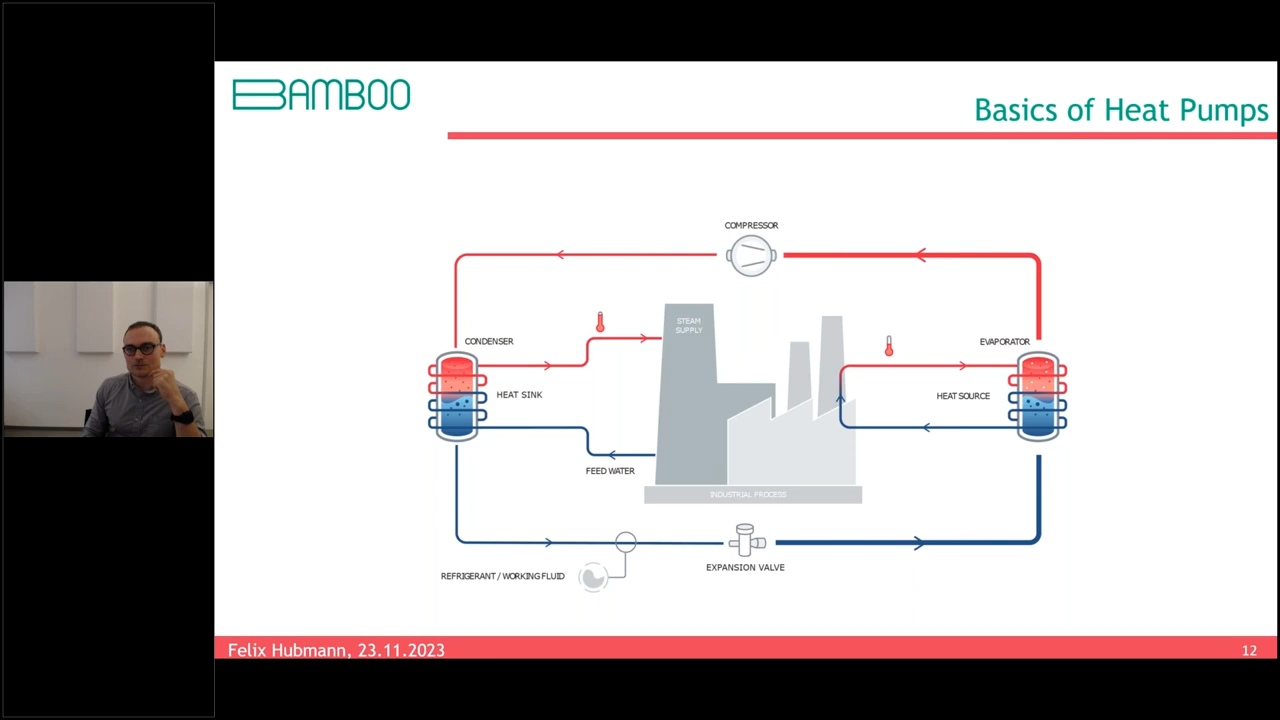 BAMBOO
Basics of Heat Pumps
COMPRESSOR
STEAM
SUPPLY
CONDENSER
EVAPORATOR
HEAT SINK
HEAT SOURCE
FEED WATER
INDUSTRIAL PROCESS
EXPANSION VALVE
REFRIGERANT / WORKING FLUID
Felix Hubmann, 23.11.2023
12